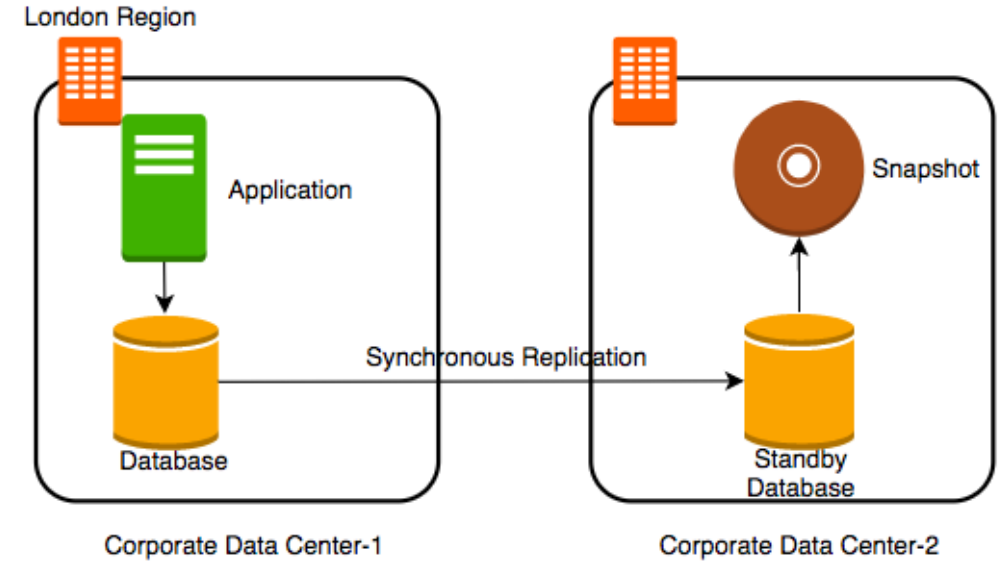 London Region
Application
Snapshot
Synchronous Replication
Database
Standby
Database
Corporate Data Center-1
Corporate Data Center-2